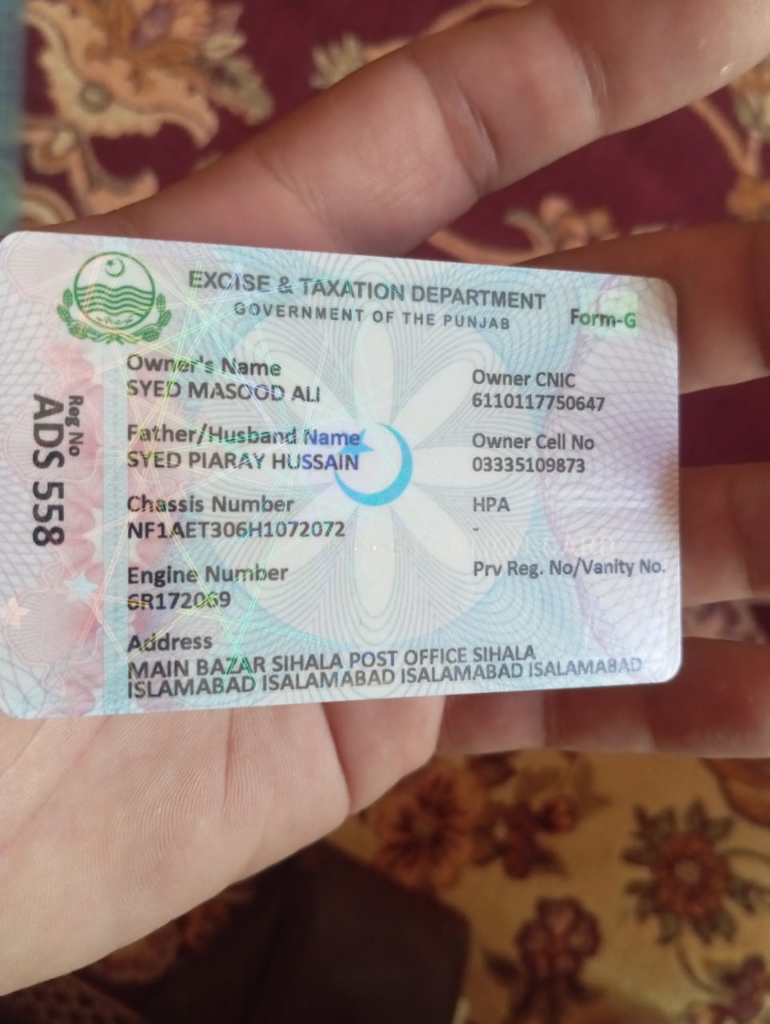 EXCISE & TAXATION DEPARTMENT
GOVERNMENT OF THE PUNJAB
Form-G
Reg No
ADS 558
Owner's Name
SYED MASOOD ALI
Owner CNIC
6110117750647
Father/Husband Name
SYED PIARAY HUSSAIN
Owner Cell No
03335109873
Chassis Number
NF1AET306H1072072
HPA
-
Engine Number
6R172069
Prv Reg. No/Vanity No.
Address
MAIN BAZAR SIHALA POST OFFICE SIHALA
ISLAMABAD ISALAMABAD ISALAMABAD ISALAMABAD